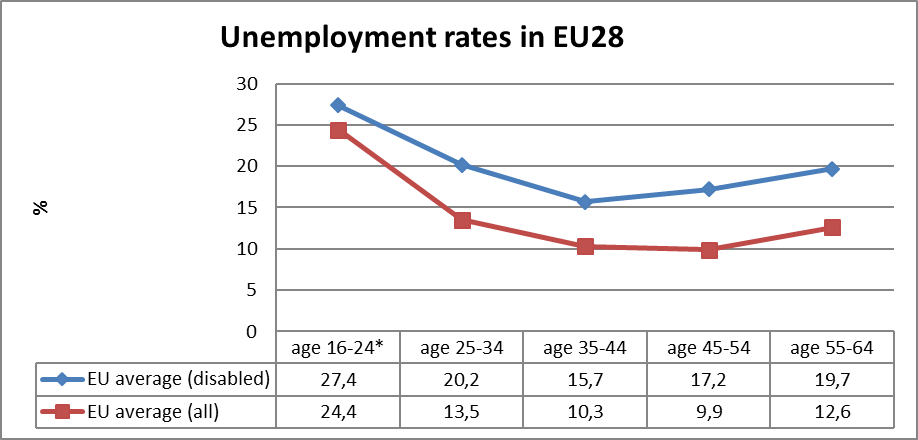 Unemployment rates in EU28
%
30
25
20
15
10
5
0
age 16-24* age 25-34 age 35-44 age 45-54 age 55-64
EU average (disabled) 27,4 20,2 15,7 17,2 19,7
EU average (all) 24,4 13,5 10,3 9,9 12,6